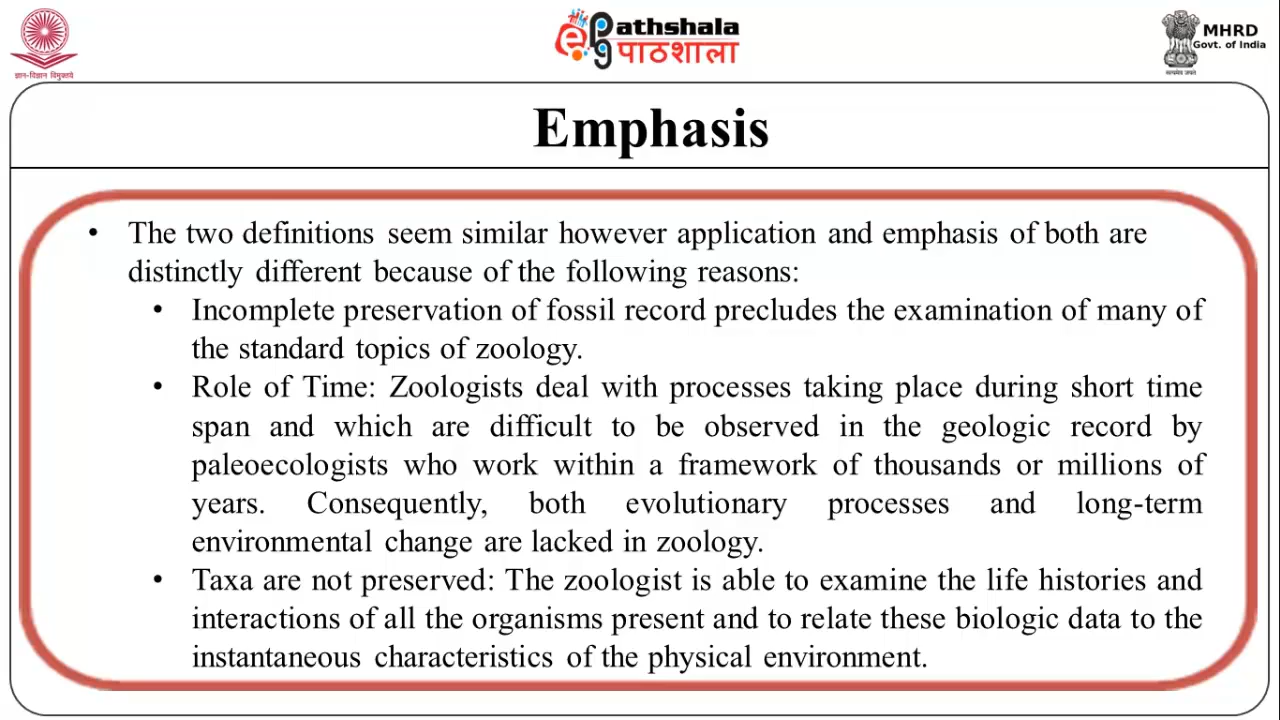 ज्ञान-विज्ञान विमुक्तये
ePathshala
पाठशाला
MHRD
Govt. of India
सत्यमेव जयते
Emphasis
• The two definitions seem similar however application and emphasis of both are
distinctly different because of the following reasons:
• Incomplete preservation of fossil record precludes the examination of many of
the standard topics of zoology.
• Role of Time: Zoologists deal with processes taking place during short time
span and which are difficult to be observed in the geologic record by
paleoecologists who work within a framework of thousands or millions of
years. Consequently, both evolutionary processes and long-term
environmental change are lacked in zoology.
• Taxa are not preserved: The zoologist is able to examine the life histories and
interactions of all the organisms present and to relate these biologic data to the
instantaneous characteristics of the physical environment.